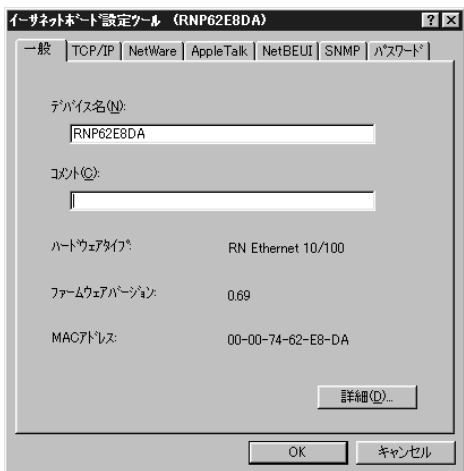 ｲｰｻﾈｯﾄﾎﾞｰﾄﾞ設定ﾂｰﾙ (RNP62E8DA)
一般 TCP/IP NetWare AppleTalk NetBEUI SNMP ﾊﾟｽﾜｰﾄﾞ
ﾃﾞﾊﾞｲｽ名(N):
RNP62E8DA
ｺﾒﾝﾄ(C):
ﾊｰﾄﾞｳｪｱﾀｲﾌﾟ: RN Ethernet 10/100
ﾌｧｰﾑｳｪｱﾊﾞｰｼﾞｮﾝ: 0.69
MACｱﾄﾞﾚｽ: 00-00-74-62-E8-DA
詳細(D)...
OK キャンセル